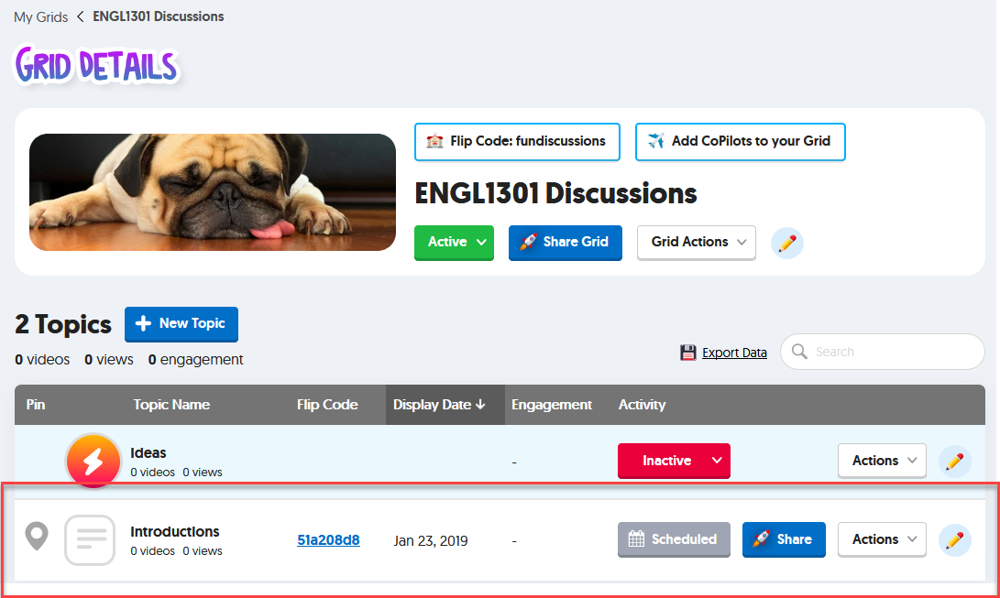 My Grids < ENGL1301 Discussions
GRID DETAILS
Flip Code: fundiscussions Add CoPilots to your Grid
ENGL1301 Discussions
Active Share Grid Grid Actions
2 Topics + New Topic
0 videos 0 views 0 engagement
Export Data Search
Pin Topic Name Flip Code Display Date ↓ Engagement Activity
Ideas
0 videos 0 views - Inactive Actions
Introductions
0 videos 0 views 51a208d8 Jan 23, 2019 - Scheduled Share Actions